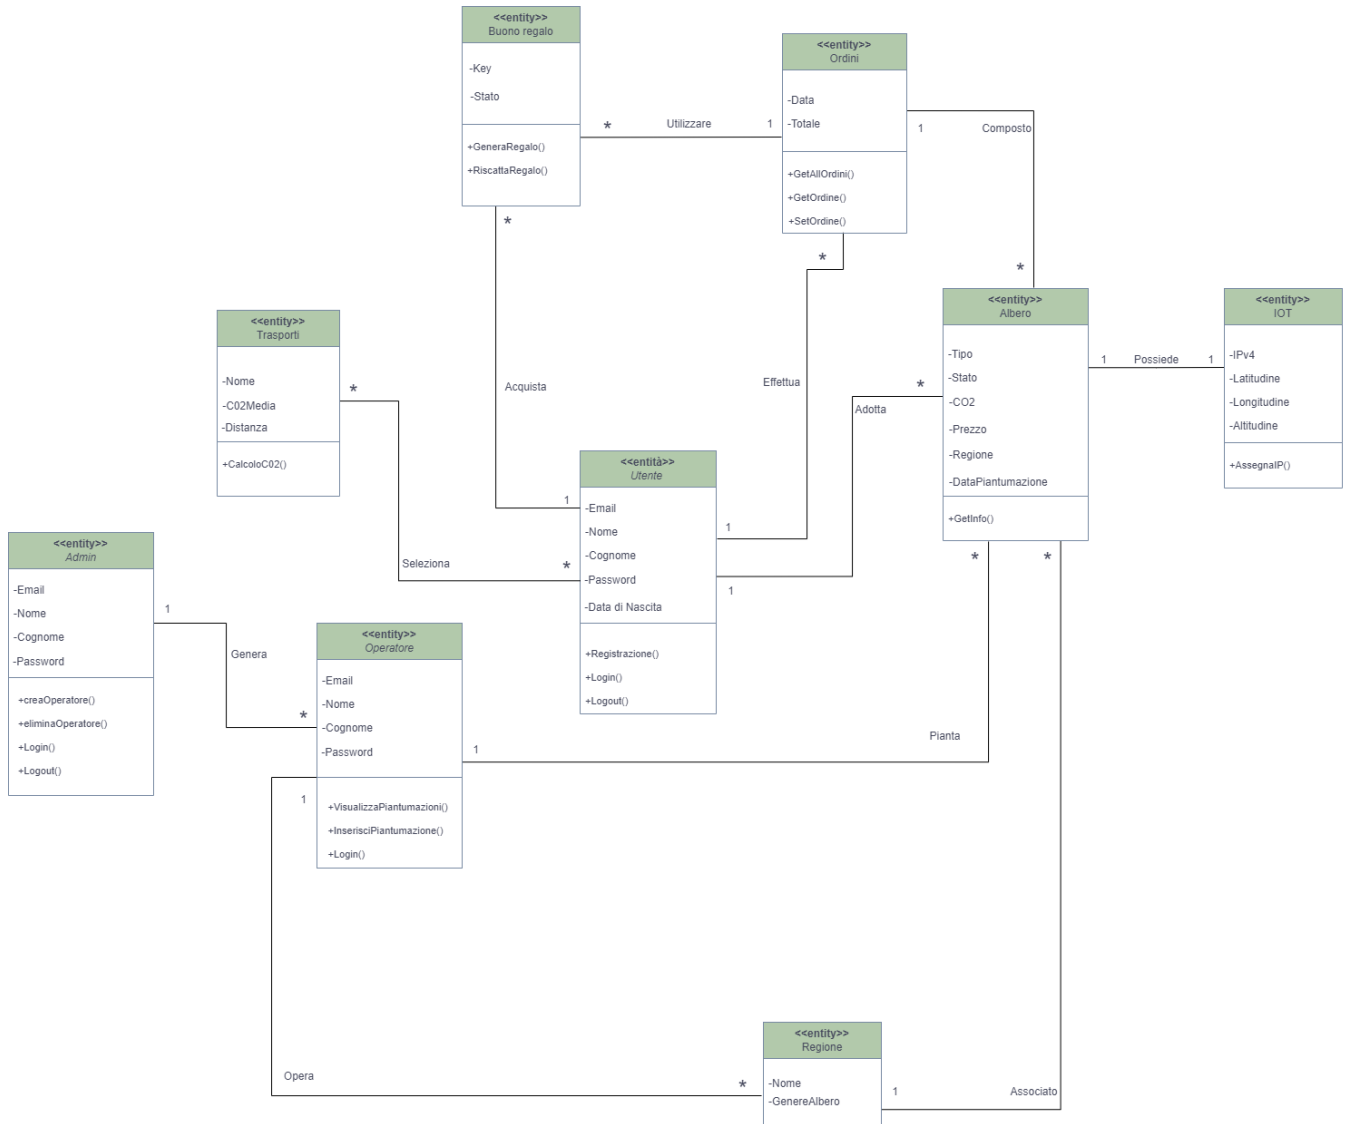 <<entity>>
Buono regalo
-Key
-Stato
+GeneraRegalo()
+RiscattaRegalo()
*
Utilizzare
1
<<entity>>
Ordini
-Data
-Totale
+GetAllOrdini()
+GetOrdine()
+SetOrdine()
1
Composto
*
*
*
<<entity>>
Trasporti
-Nome
-C02Media
-Distanza
+CalcoloC02()
*
Seleziona
*
Acquista
1
Effettua
1
Adotta
*
1
<<entità>>
Utente
-Email
-Nome
-Cognome
-Password
-Data di Nascita
+Registrazione()
+Login()
+Logout()
<<entity>>
Albero
-Tipo
-Stato
-CO2
-Prezzo
-Regione
-DataPiantumazione
+GetInfo()
1
Possiede
1
<<entity>>
IOT
-IPv4
-Latitudine
-Longitudine
-Altitudine
+AssegnaIP()
*
*
<<entity>>
Admin
-Email
-Nome
-Cognome
-Password
+creaOperatore()
+eliminaOperatore()
+Login()
+Logout()
1
Genera
*
<<entity>>
Operatore
-Email
-Nome
-Cognome
-Password
+VisualizzaPiantumazioni()
+InserisciPiantumazione()
+Login()
1
Pianta
1
Opera
*
<<entity>>
Regione
-Nome
-GenereAlbero
1
Associato